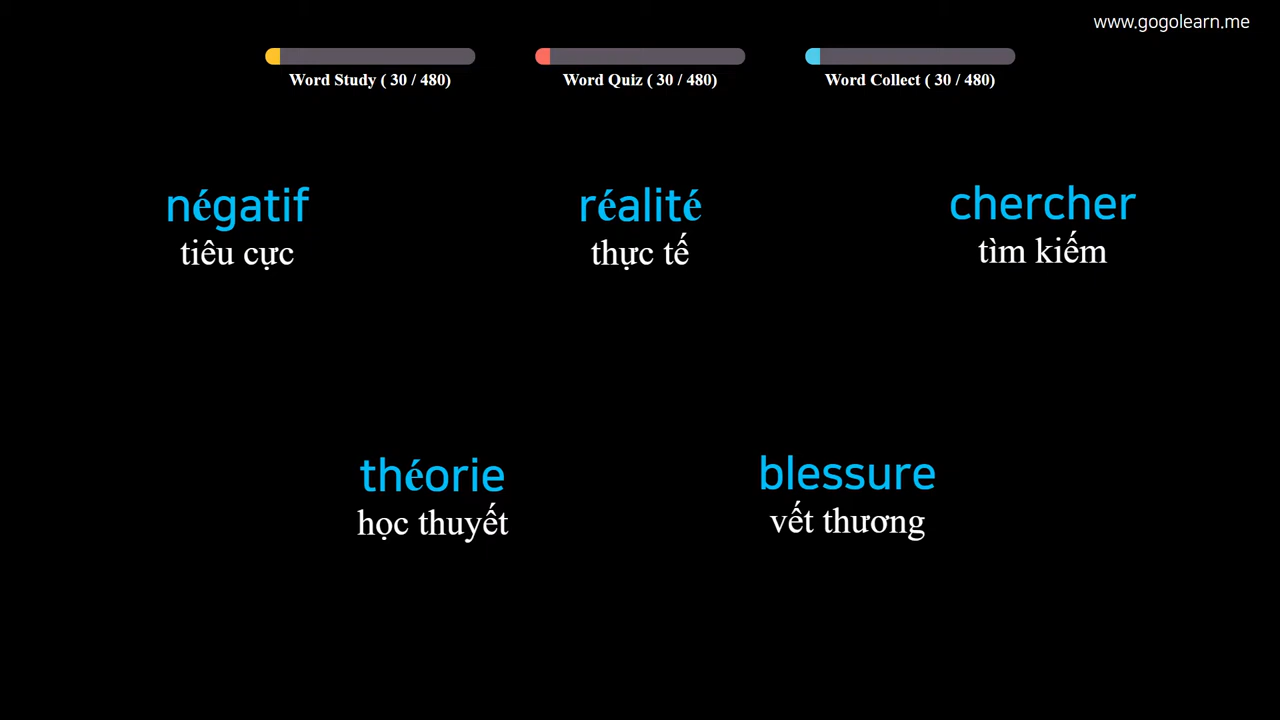 www.gogolearn.me
Word Study ( 30 / 480)
Word Quiz ( 30 / 480)
Word Collect ( 30 / 480)
négatif
tiêu cực
réalité
thực tế
chercher
tìm kiếm
théorie
học thuyết
blessure
vết thương